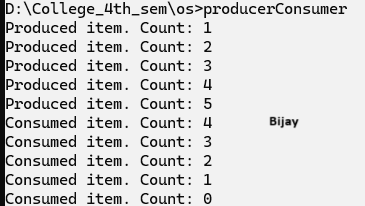 D:\College_4th_sem\os>producerConsumer
Produced item. Count: 1
Produced item. Count: 2
Produced item. Count: 3
Produced item. Count: 4
Produced item. Count: 5
Consumed item. Count: 4
Bijay
Consumed item. Count: 3
Consumed item. Count: 2
Consumed item. Count: 1
Consumed item. Count: 0